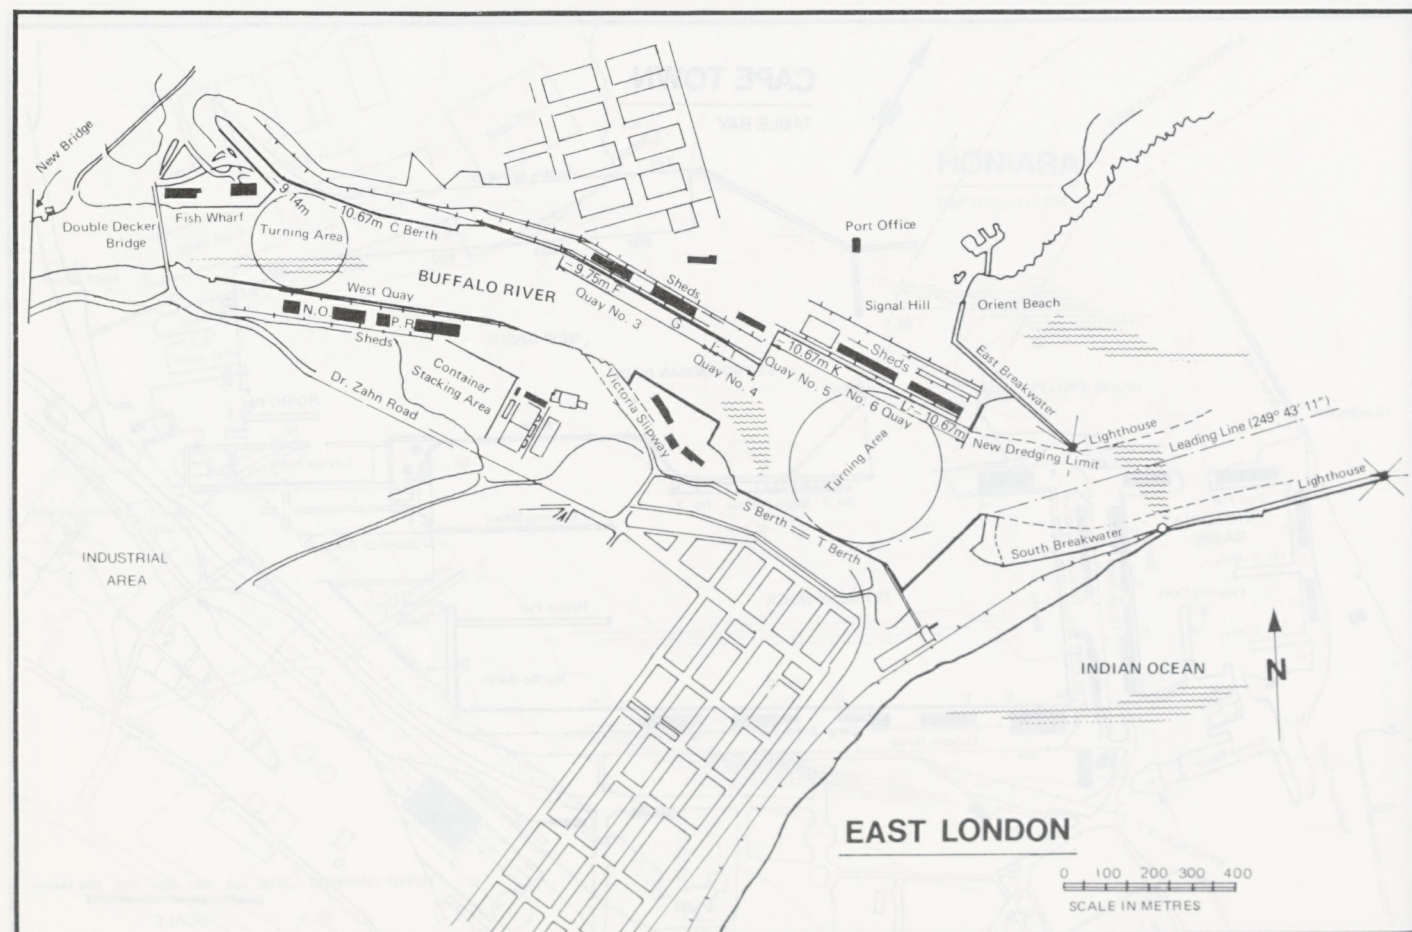 New Bridge
Double Decker
Bridge
Fish Wharf
-9.14m
-10.67m C Berth
Turning Area
BUFFALO RIVER
West Quay
N.O.
P.R
Sheds
Dr. Zahn Road
Container
Stacking Area
Victoria Slipway
-9.75m F
Sheds
Quay No. 3
G
Quay No. 4
Port Office
Signal Hill
Orient Beach
-10.67m K
Sheds
Quay No. 5
No. 6 Quay
L -10.67m
East Breakwater
Lighthouse
New Dredging Limit
Leading Line (249° 43' 11")
Lighthouse
Turning Area
S Berth
T Berth
South Breakwater
INDUSTRIAL
AREA
INDIAN OCEAN
N
EAST LONDON
0 100 200 300 400
SCALE IN METRES
CAPE TOWN
TABLE BAY